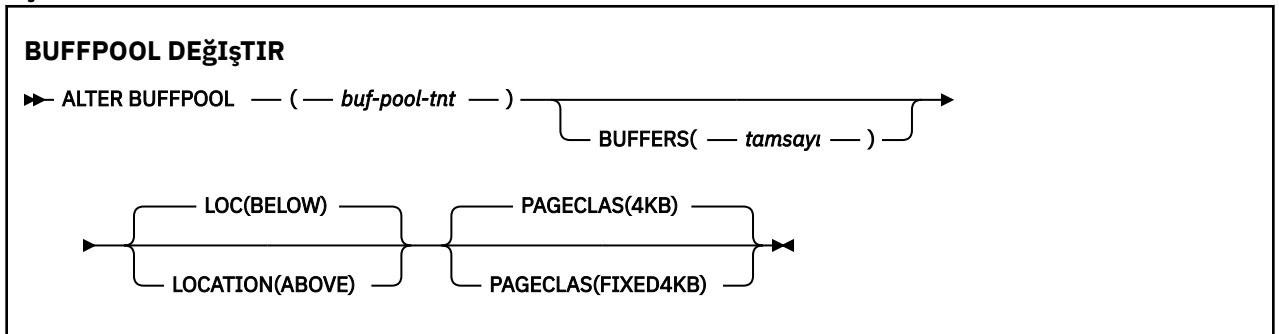 BUFFPOOL DEğIşTIR
ALTER BUFFPOOL ( buf-pool-tnt )
BUFFERS( tamsayı )
LOC(BELOW) PAGECLAS(4KB)
LOCATION(ABOVE) PAGECLAS(FIXED4KB)